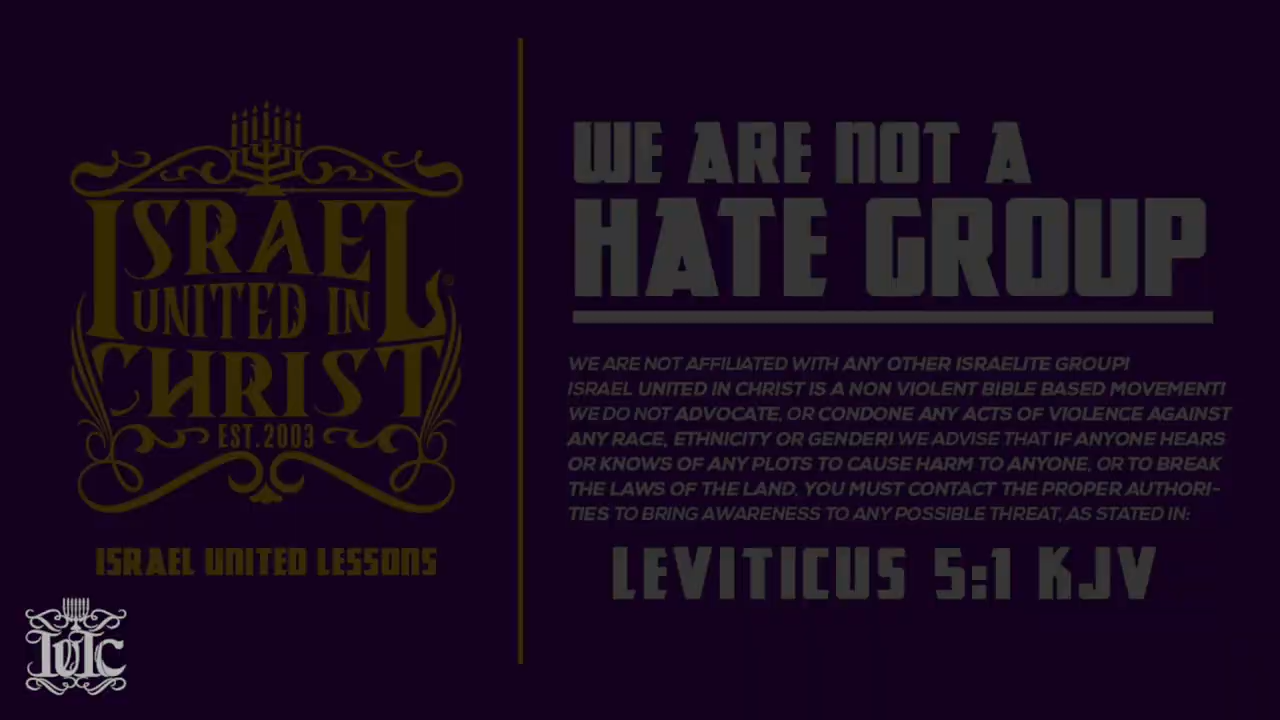 ISRAEL
UNITED IN
CHRIST
EST. 2003
ISRAEL UNITED LESSONS
IUIC
WE ARE NOT A
HATE GROUP
WE ARE NOT AFFILIATED WITH ANY OTHER ISRAELITE GROUP!
ISRAEL UNITED IN CHRIST IS A NON VIOLENT BIBLE BASED MOVEMENT!
WE DO NOT ADVOCATE, OR CONDONE ANY ACTS OF VIOLENCE AGAINST
ANY RACE, ETHNICITY OR GENDER! WE ADVISE THAT IF ANYONE HEARS
OR KNOWS OF ANY PLOTS TO CAUSE HARM TO ANYONE, OR TO BREAK
THE LAWS OF THE LAND, YOU MUST CONTACT THE PROPER AUTHORI-
TIES TO BRING AWARENESS TO ANY POSSIBLE THREAT, AS STATED IN:
LEVITICUS 5:1 KJV